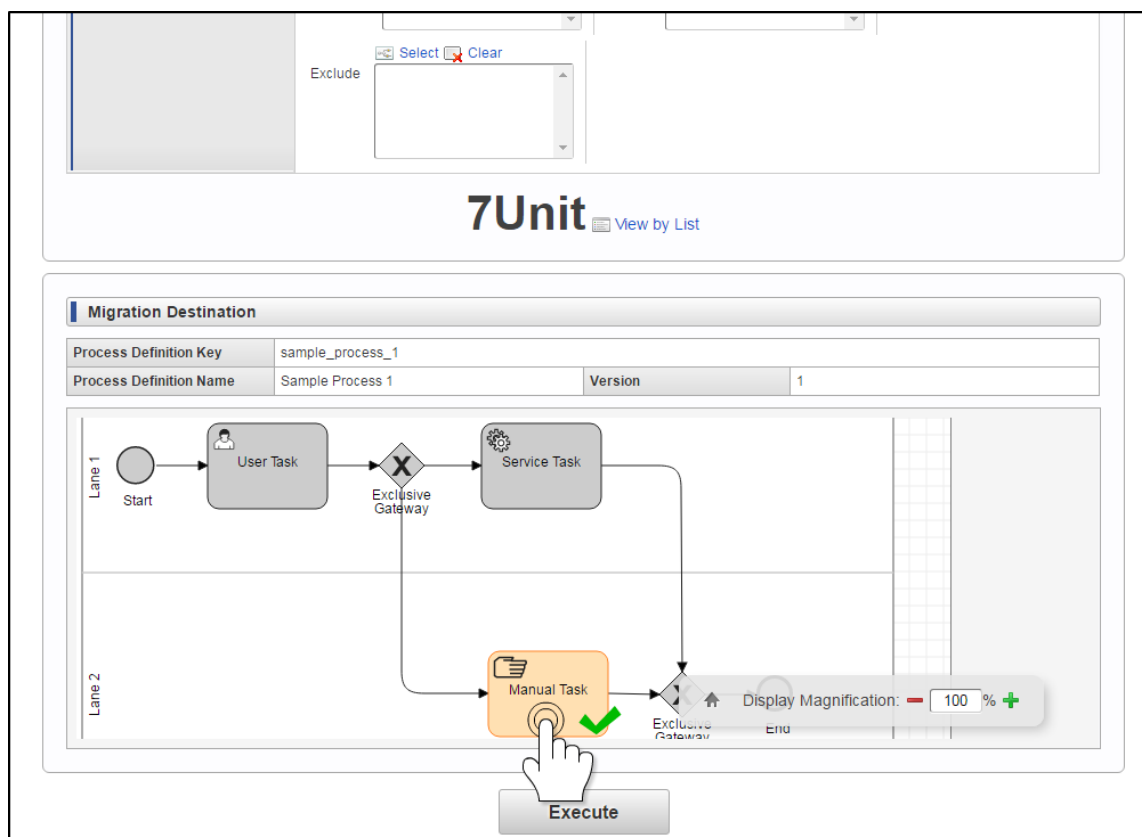 Select Clear
Exclude
7Unit View by List
Migration Destination
Process Definition Key sample_process_1
Process Definition Name Sample Process 1 Version 1
Lane 1
Start
User Task
X
Exclusive
Gateway
Service Task
Lane 2
Manual Task
X
Exclusive
Gateway
End
Display Magnification: 100 %
Execute